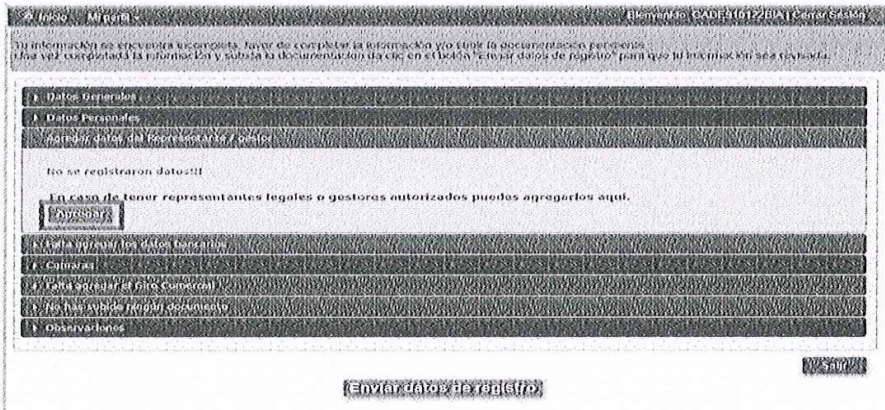 Inicio Mi perfil Bienvenido, CADE910122BIA | Cerrar Sesión
Tu información se encuentra incompleta, favor de completar la información y/o subir la documentación pendiente.
Una vez completada la información y subida la documentación da clic en el botón "Enviar datos de registro" para que tu información sea revisada.
Datos Generales
Datos Personales
Agregar datos del Representante / gestor
No se registraron datos!!!
En caso de tener representantes legales o gestores autorizados puedes agregarlos aquí.
Agregar
Falta agregar los datos bancarios
Cámaras
Falta agregar el Giro Comercial
No has subido ningún documento
Observaciones
Salir
Enviar datos de registro